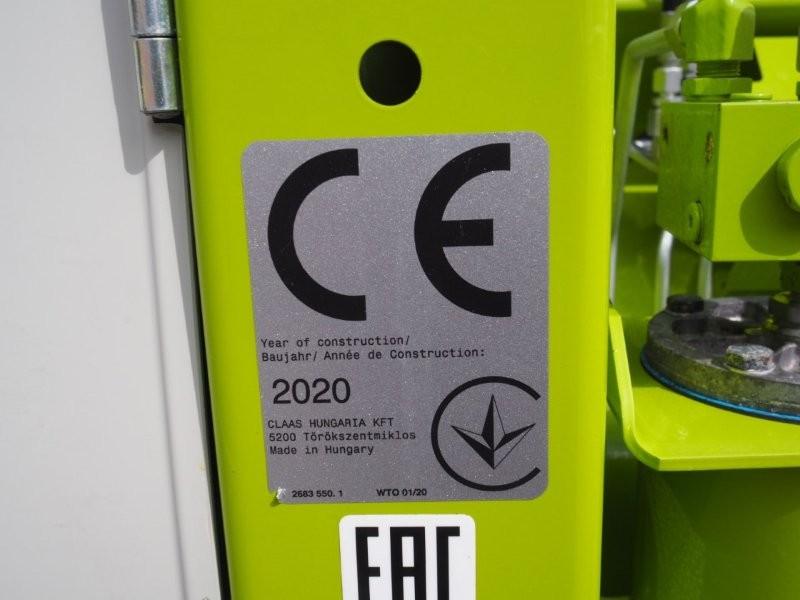 CE
Year of construction/
Baujahr/ Année de Construction:
2020
CLAAS HUNGARIA KFT
5200 Törökszentmiklos
Made in Hungary
2683 550. 1 WTO 01/20
EAC